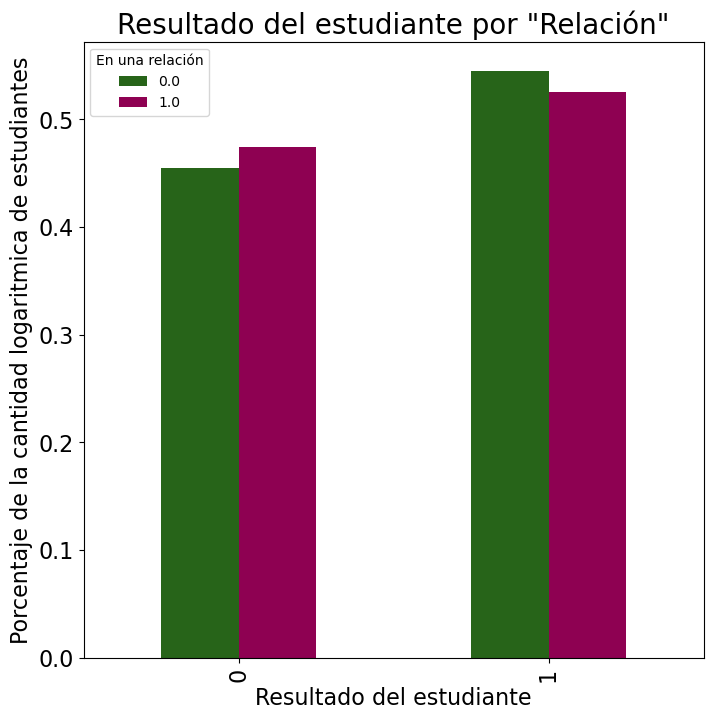 Resultado del estudiante por "Relación"
En una relación
0.0
1.0
Porcentaje de la cantidad logaritmica de estudiantes
0.5
0.4
0.3
0.2
0.1
0.0
0
1
Resultado del estudiante